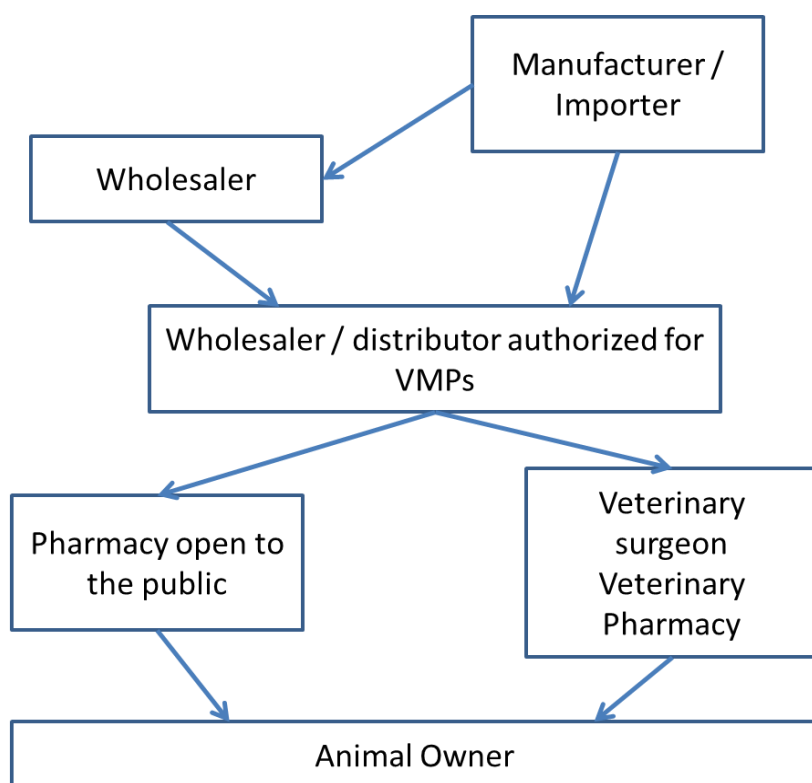 Manufacturer /
Importer
Wholesaler
Wholesaler / distributor authorized for
VMPs
Pharmacy open to
the public
Veterinary
surgeon
Veterinary
Pharmacy
Animal Owner